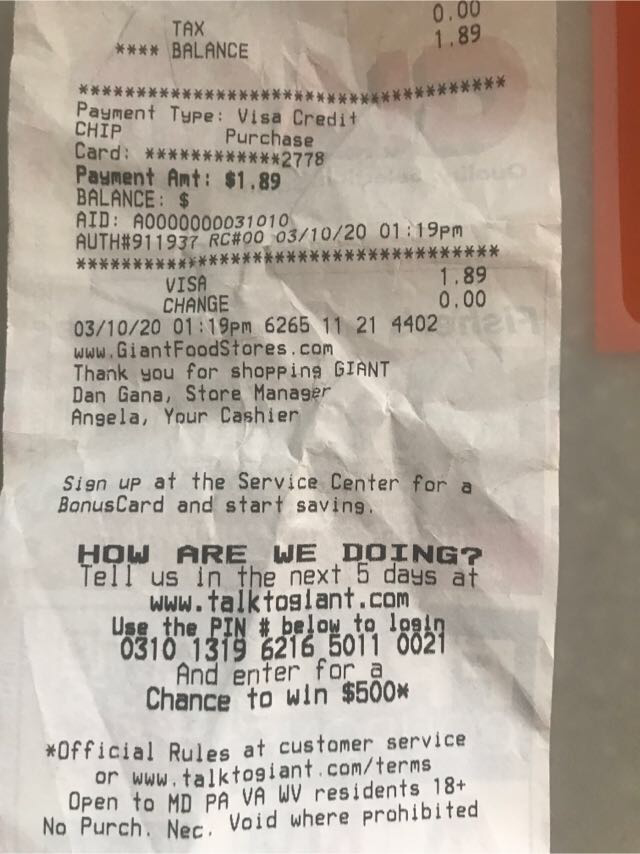 0.00
TAX 1.89
**** BALANCE
***************************************
Payment Type: Visa Credit
CHIP Purchase
Card: ************2778
Payment Amt: $1.89
BALANCE: $
AID: A0000000031010
AUTH#911937 RC#00 03/10/20 01:19pm
***************************************
VISA 1.89
CHANGE 0.00
03/10/20 01:19pm 6265 11 21 4402
www.GiantFoodStores.com
Thank you for shopping GIANT
Dan Gana, Store Manager
Angela, Your Cashier
Sign up at the Service Center for a
BonusCard and start saving.
HOW ARE WE DOING?
Tell us in the next 5 days at
www.talktogiant.com
Use the PIN # below to login
0310 1319 6216 5011 0021
And enter for a
Chance to win $500*
*Official Rules at customer service
or www.talktogiant.com/terms
Open to MD PA VA WV residents 18+
No Purch. Nec. Void where prohibited